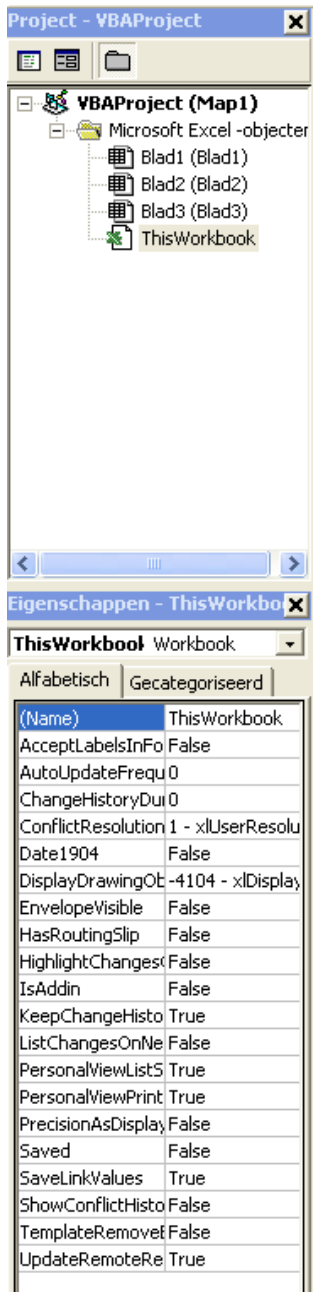 Project - VBAProject
VBAProject (Map1)
Microsoft Excel -objecter
Blad1 (Blad1)
Blad2 (Blad2)
Blad3 (Blad3)
ThisWorkbook
Eigenschappen - ThisWorkbo
ThisWorkbook Workbook
Alfabetisch Gecategoriseerd
(Name) ThisWorkbook
AcceptLabelsInFo False
AutoUpdateFrequ 0
ChangeHistoryDu 0
ConflictResolution 1 - xlUserResolu
Date1904 False
DisplayDrawingOb -4104 - xlDisplay
EnvelopeVisible False
HasRoutingSlip False
HighlightChangesO False
IsAddin False
KeepChangeHisto True
ListChangesOnNe False
PersonalViewListS True
PersonalViewPrint True
PrecisionAsDisplay False
Saved False
SaveLinkValues True
ShowConflictHisto False
TemplateRemoveE False
UpdateRemoteRe True